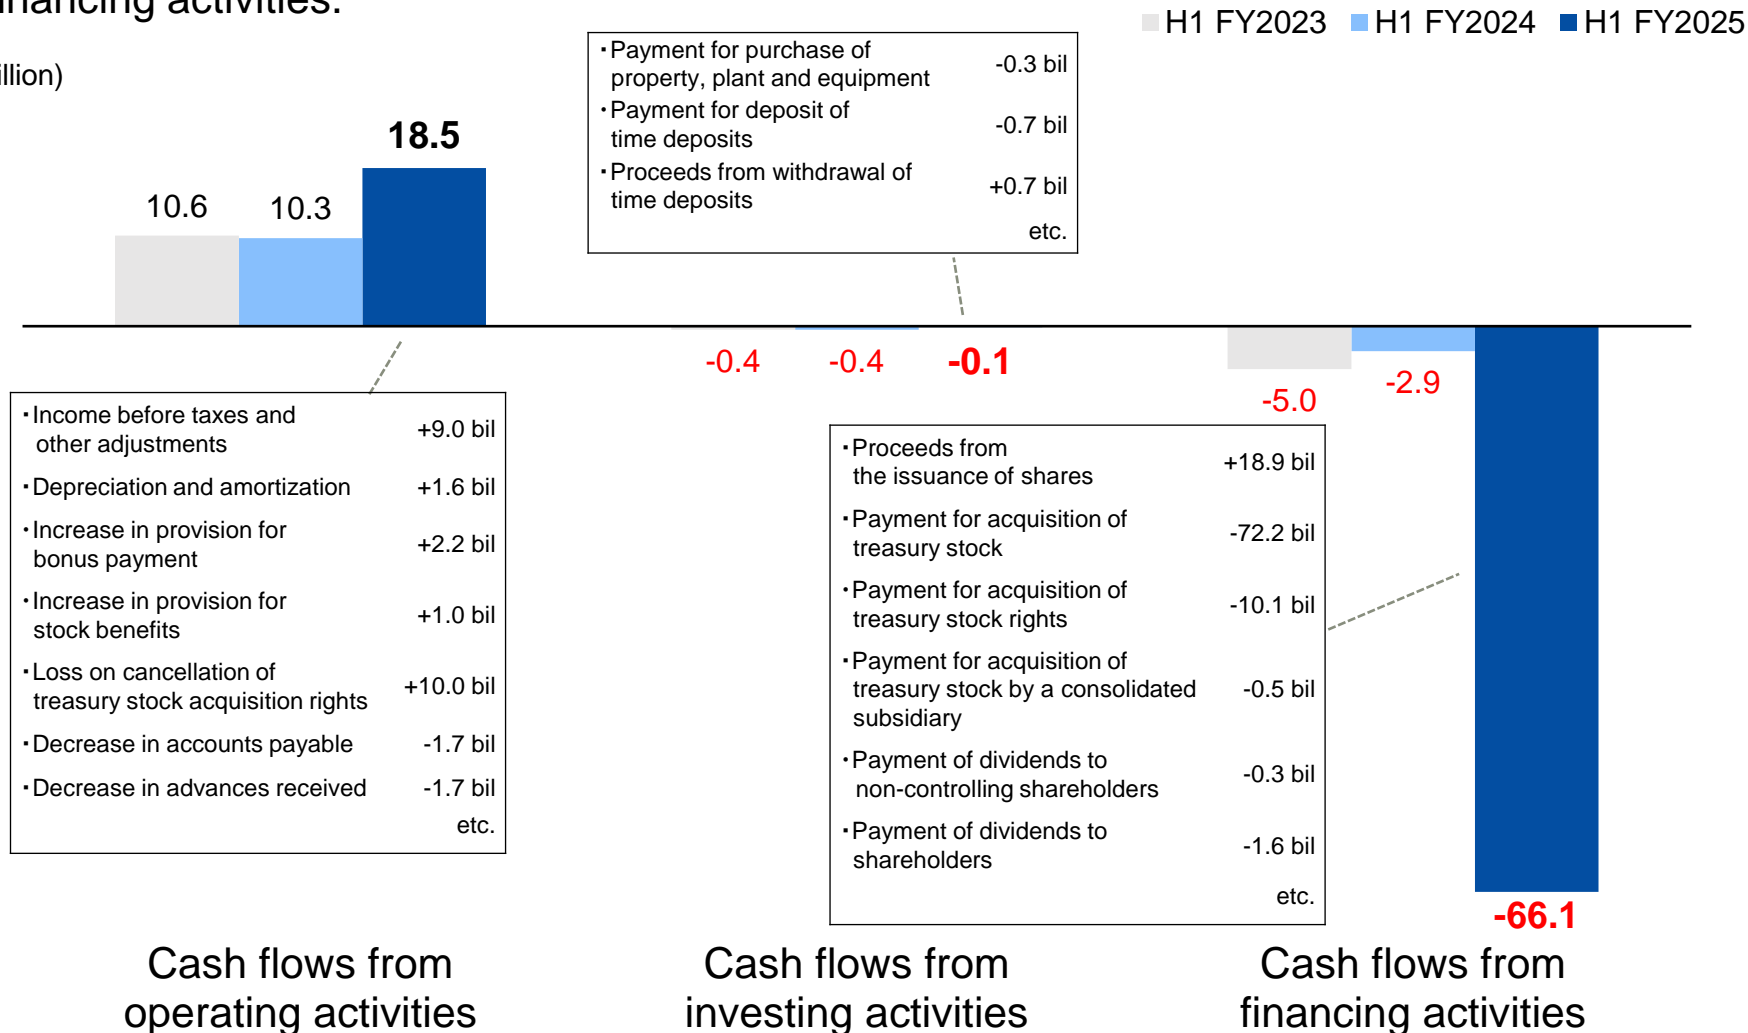 financing activities.
H1 FY2023 H1 FY2024 H1 FY2025
illion)
・Payment for purchase of
property, plant and equipment -0.3 bil
・Payment for deposit of
time deposits -0.7 bil
・Proceeds from withdrawal of
time deposits +0.7 bil
etc.
10.6 10.3 18.5
-0.4 -0.4 -0.1
-5.0 -2.9 -66.1
・Income before taxes and
other adjustments +9.0 bil
・Depreciation and amortization +1.6 bil
・Increase in provision for
bonus payment +2.2 bil
・Increase in provision for
stock benefits +1.0 bil
・Loss on cancellation of
treasury stock acquisition rights +10.0 bil
・Decrease in accounts payable -1.7 bil
・Decrease in advances received -1.7 bil
etc.
・Proceeds from
the issuance of shares +18.9 bil
・Payment for acquisition of
treasury stock -72.2 bil
・Payment for acquisition of
treasury stock rights -10.1 bil
・Payment for acquisition of
treasury stock by a consolidated -0.5 bil
subsidiary
・Payment of dividends to
non-controlling shareholders -0.3 bil
・Payment of dividends to
shareholders -1.6 bil
etc.
Cash flows from
operating activities
Cash flows from
investing activities
Cash flows from
financing activities